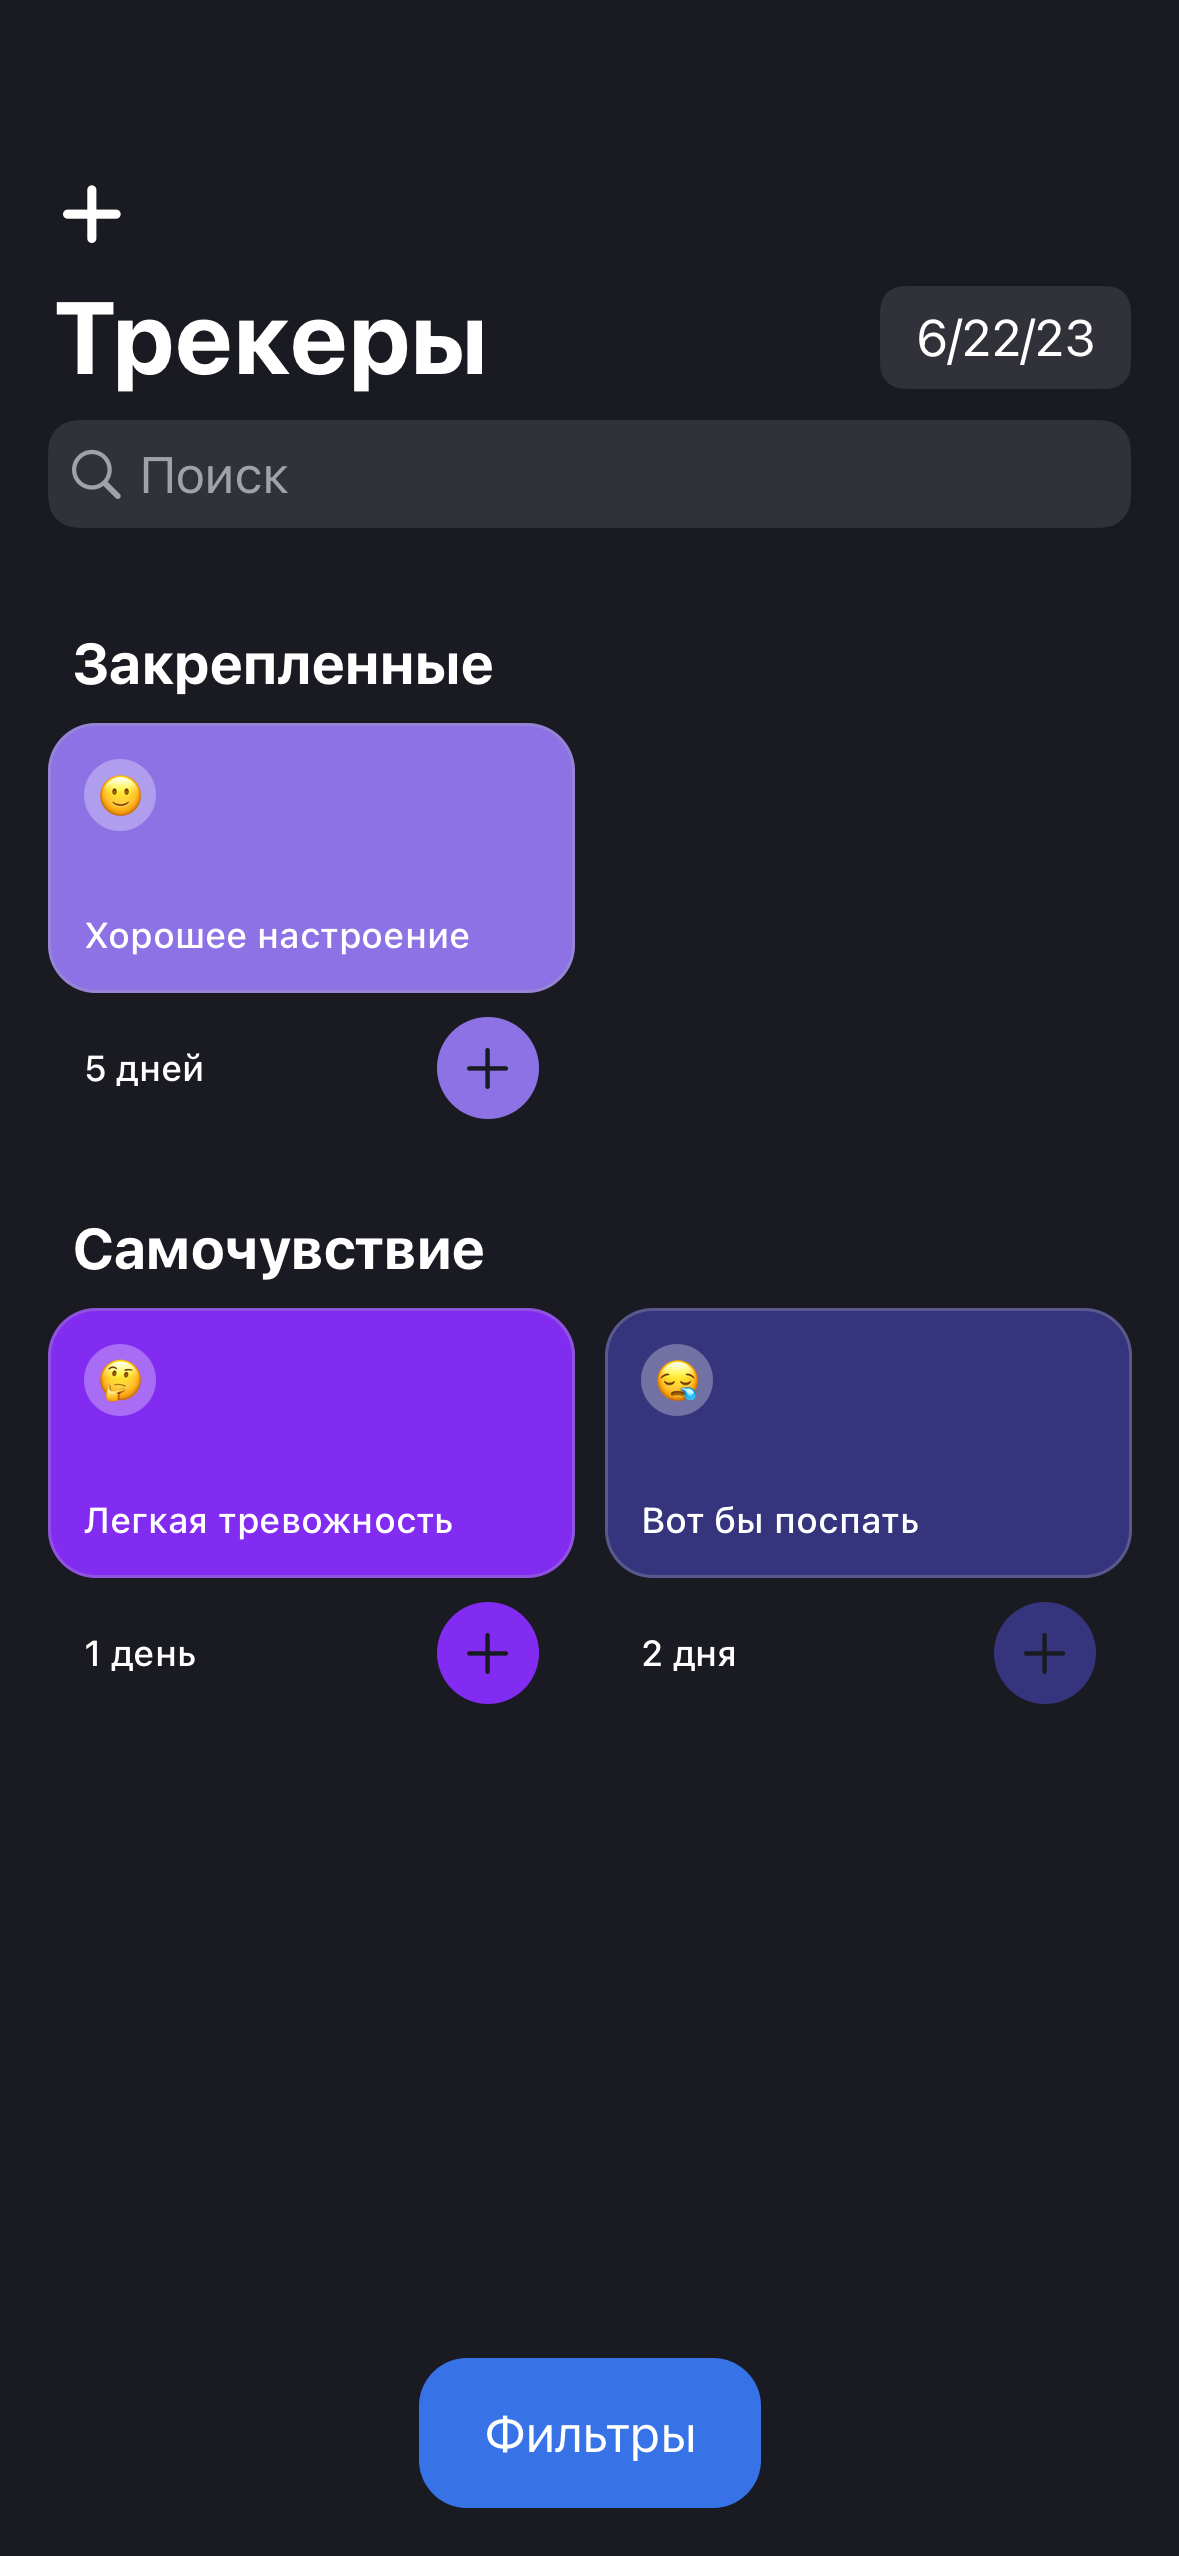 Трекеры
6/22/23
Поиск
Закрепленные
Хорошее настроение
5 дней
Самочувствие
Легкая тревожность
Вот бы поспать
1 день
2 дня
Фильтры